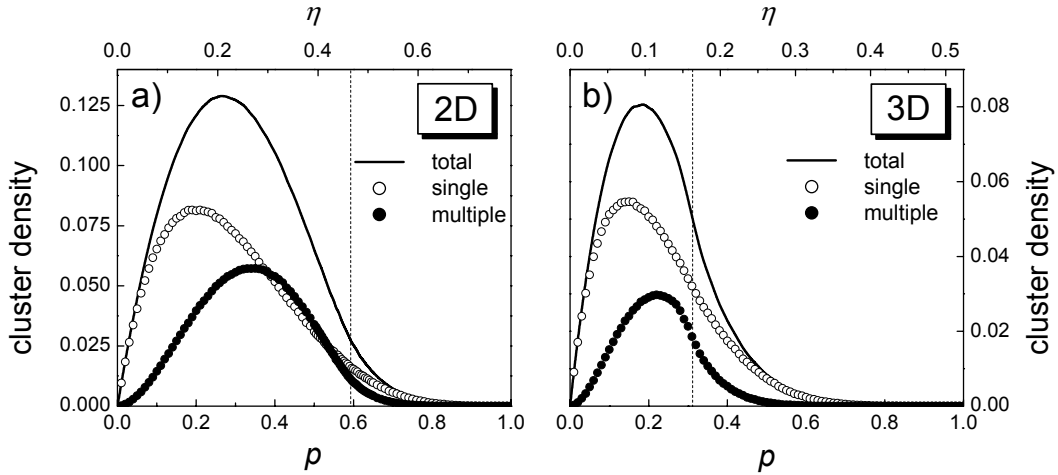 η
0.0 0.2 0.4 0.6
a)
2D
total
single
multiple
0.125
0.100
0.075
0.050
0.025
0.000
cluster density
0.0 0.2 0.4 0.6 0.8 1.0
p
η
0.0 0.1 0.2 0.3 0.4 0.5
b)
3D
total
single
multiple
0.08
0.06
0.04
0.02
0.00
cluster density
0.0 0.2 0.4 0.6 0.8 1.0
p